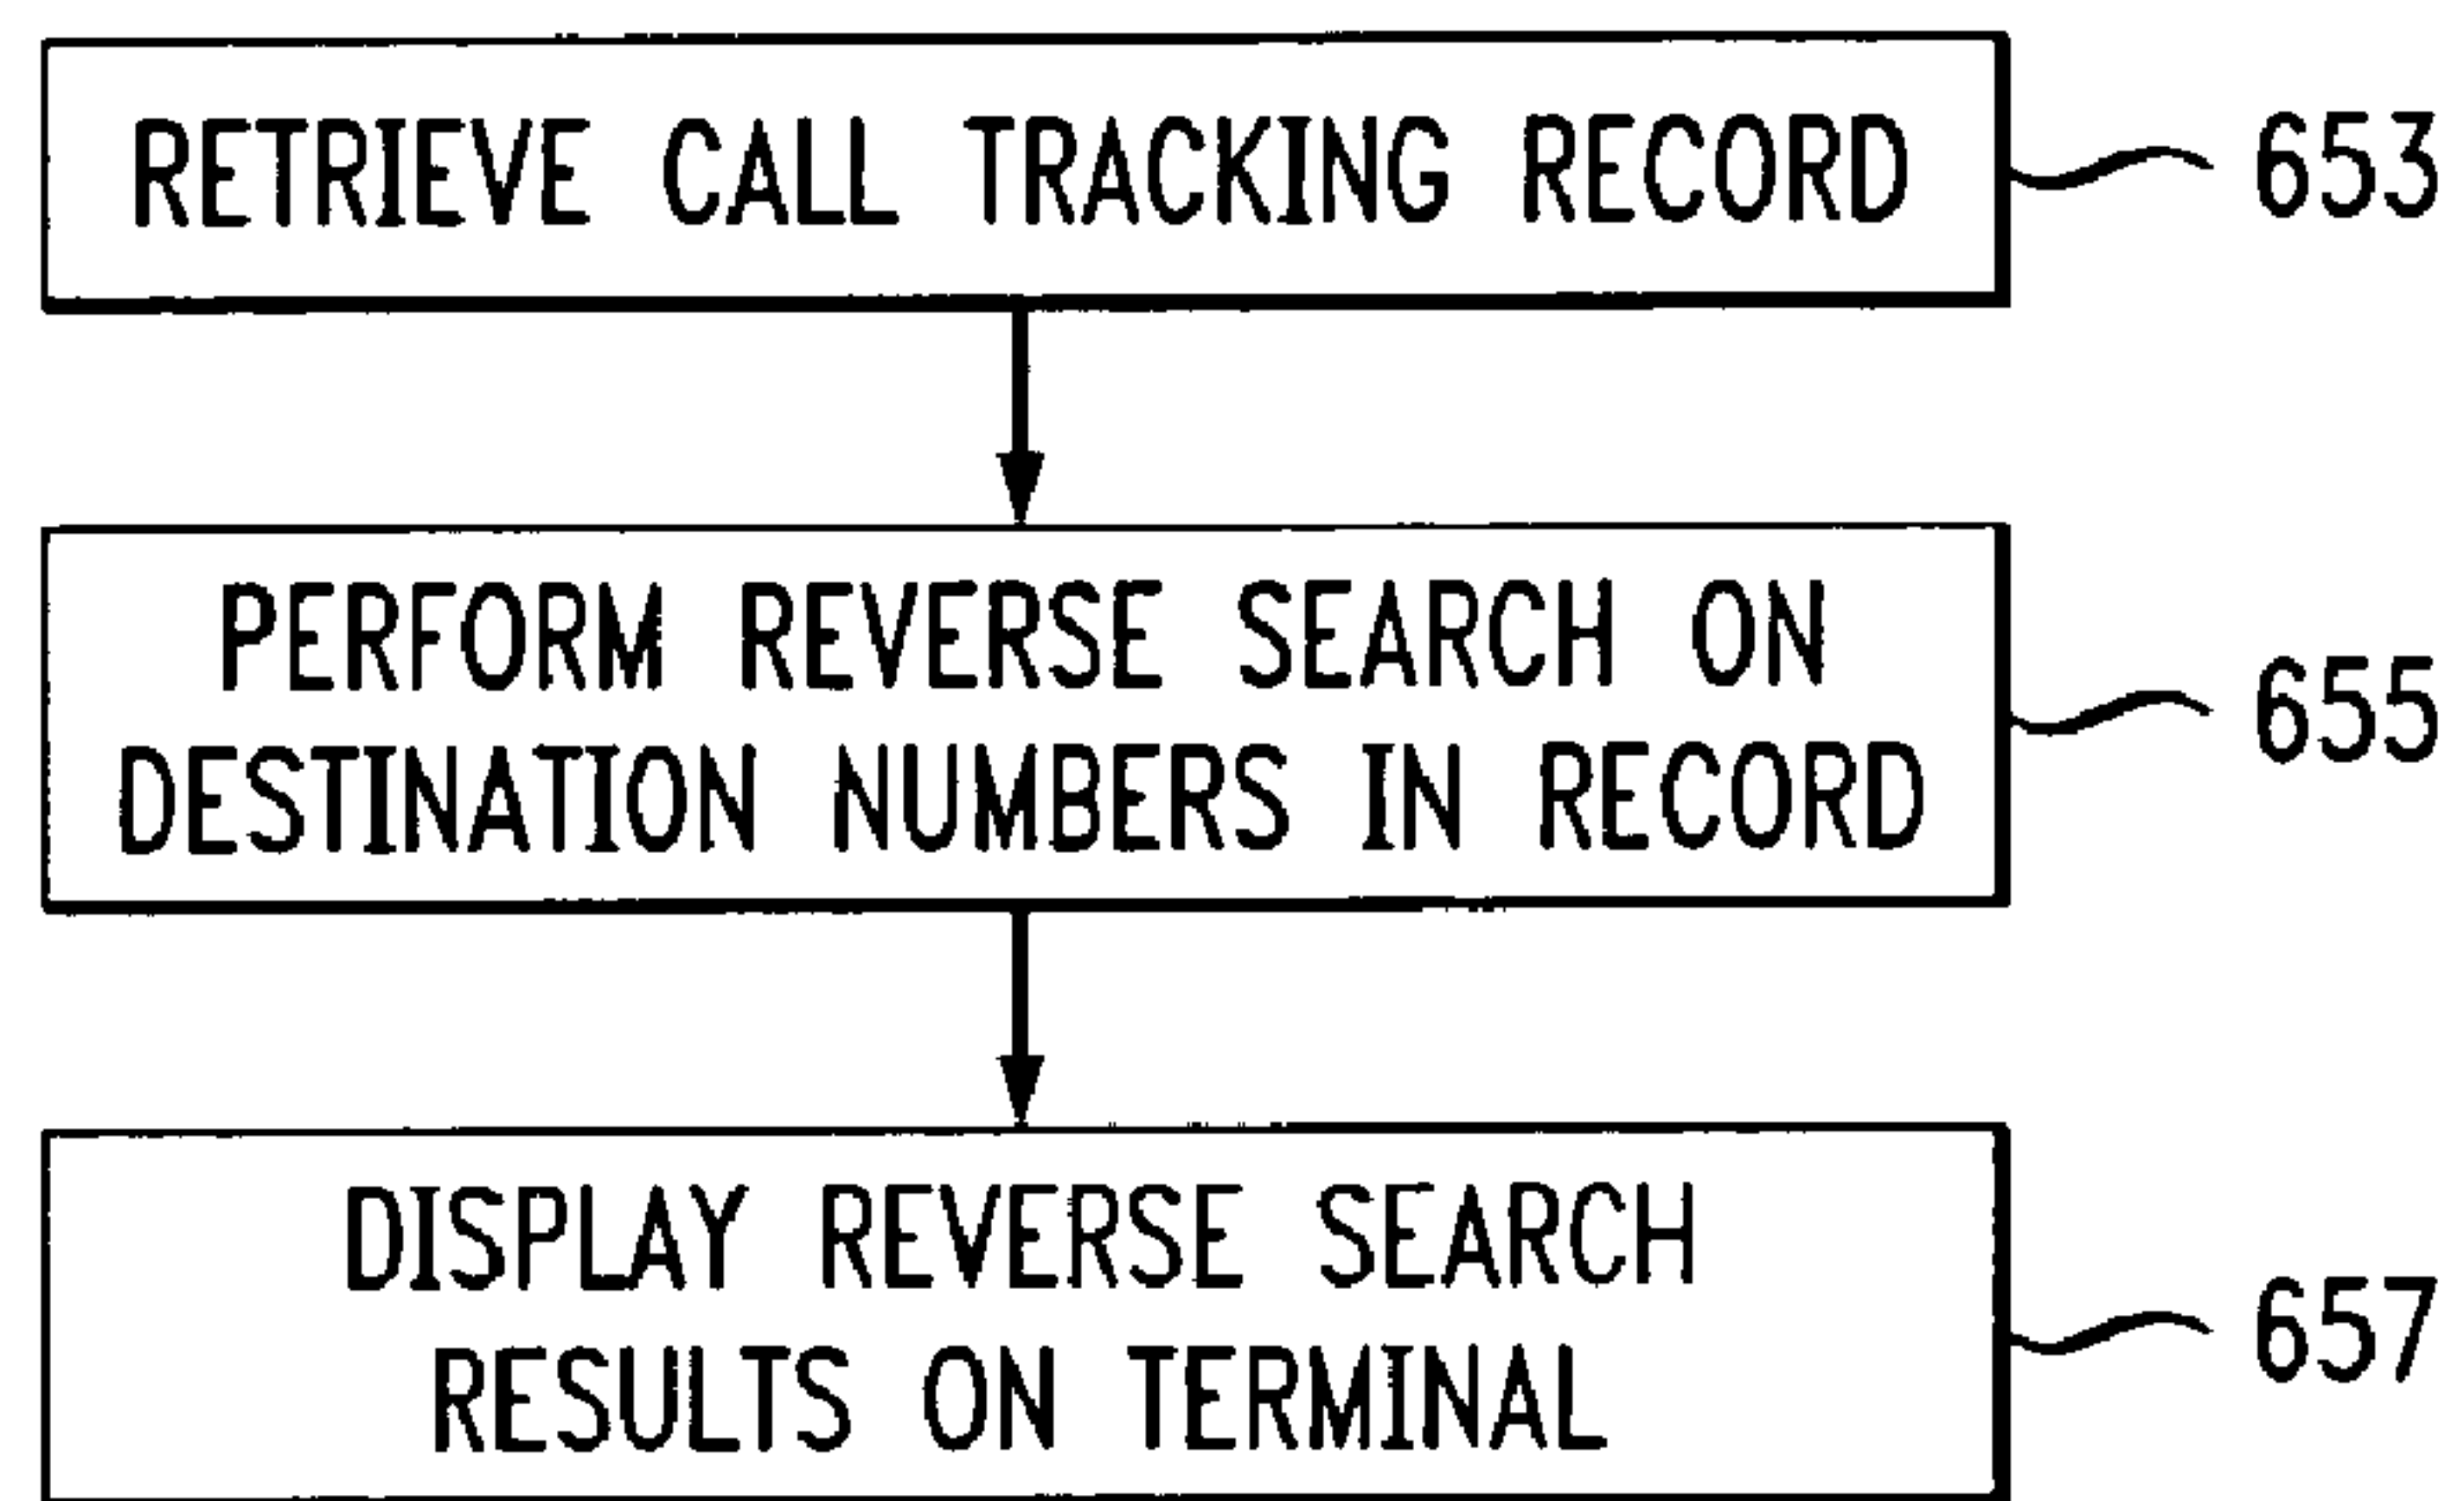 RETRIEVE CALL TRACKING RECORD
653
PERFORM REVERSE SEARCH ON
DESTINATION NUMBERS IN RECORD
655
DISPLAY REVERSE SEARCH
RESULTS ON TERMINAL
657